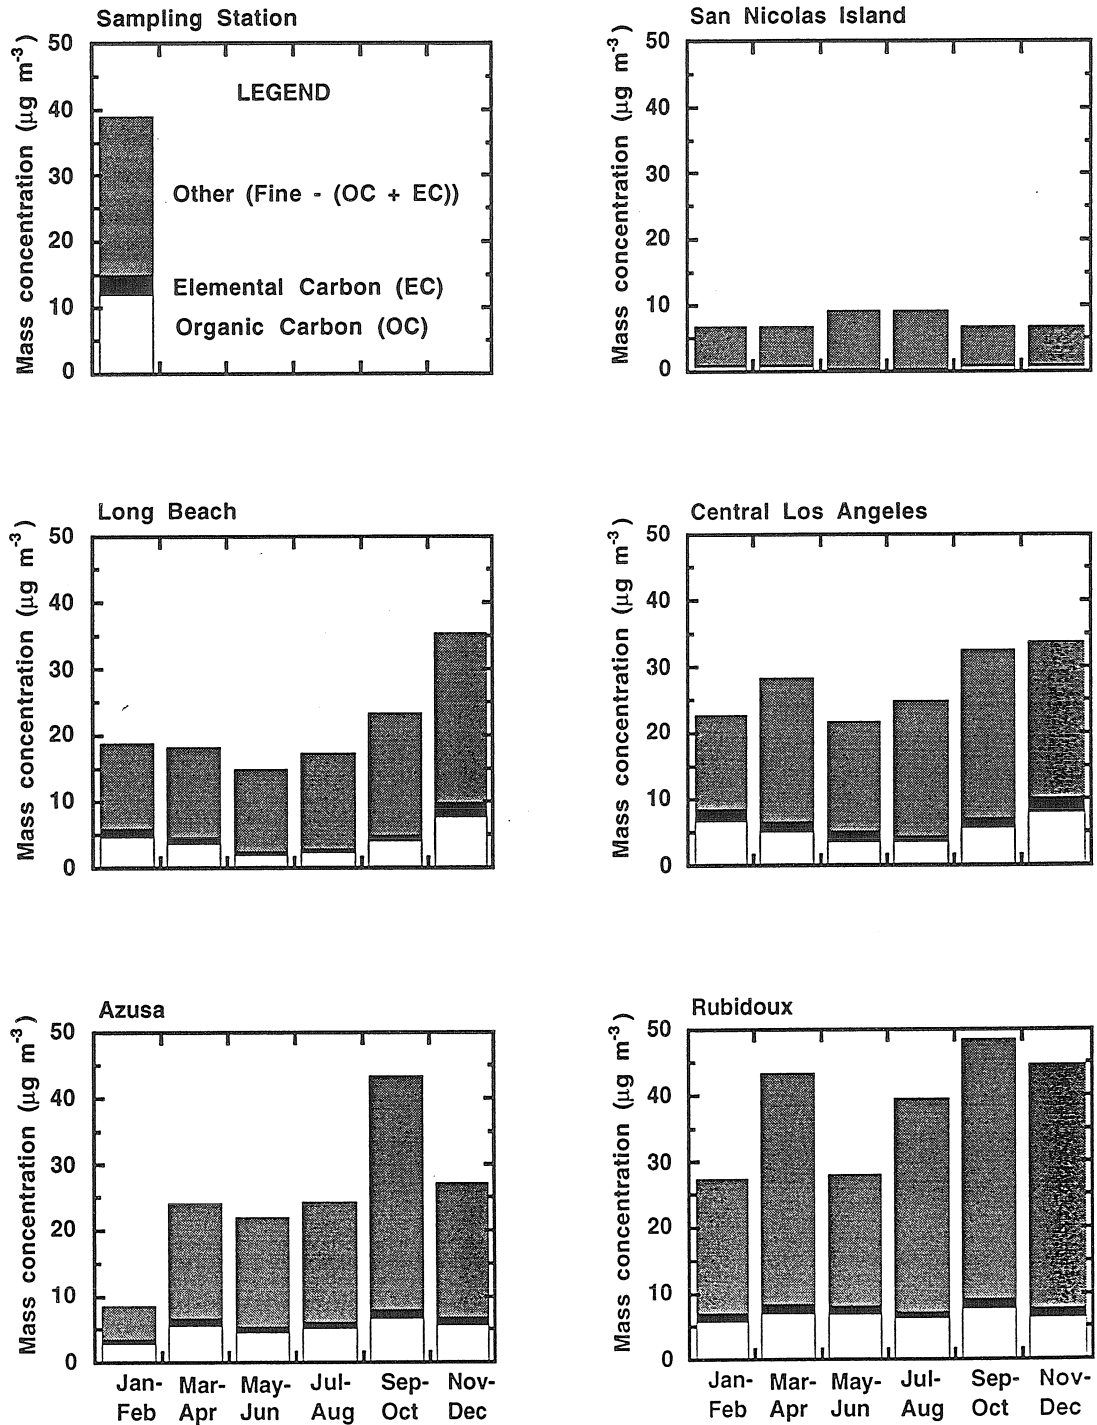 Sampling Station
Mass concentration (µg m-3)
50
40
30
20
10
0
LEGEND
Other (Fine - (OC + EC))
Elemental Carbon (EC)
Organic Carbon (OC)
San Nicolas Island
Mass concentration (µg m-3)
50
40
30
20
10
0
Long Beach
Mass concentration (µg m-3)
50
40
30
20
10
0
Central Los Angeles
Mass concentration (µg m-3)
50
40
30
20
10
0
Azusa
Mass concentration (µg m-3)
50
40
30
20
10
0
Jan- Mar- May- Jul- Sep- Nov-
Feb Apr Jun Aug Oct Dec
Rubidoux
Mass concentration (µg m-3)
50
40
30
20
10
0
Jan- Mar- May- Jul- Sep- Nov-
Feb Apr Jun Aug Oct Dec